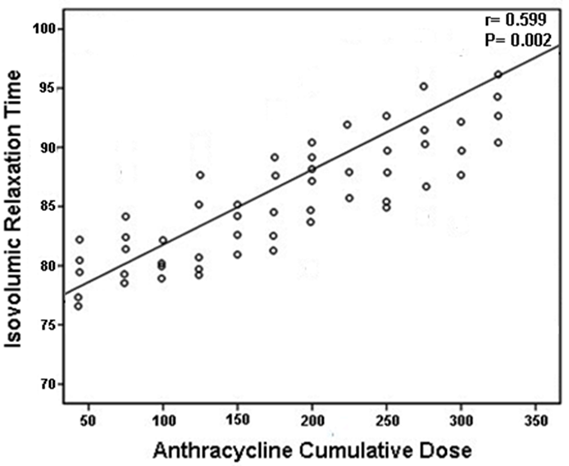 r= 0.599
P= 0.002
100
95
90
85
80
75
70
Isovolumic Relaxation Time
50 100 150 200 250 300 350
Anthracycline Cumulative Dose